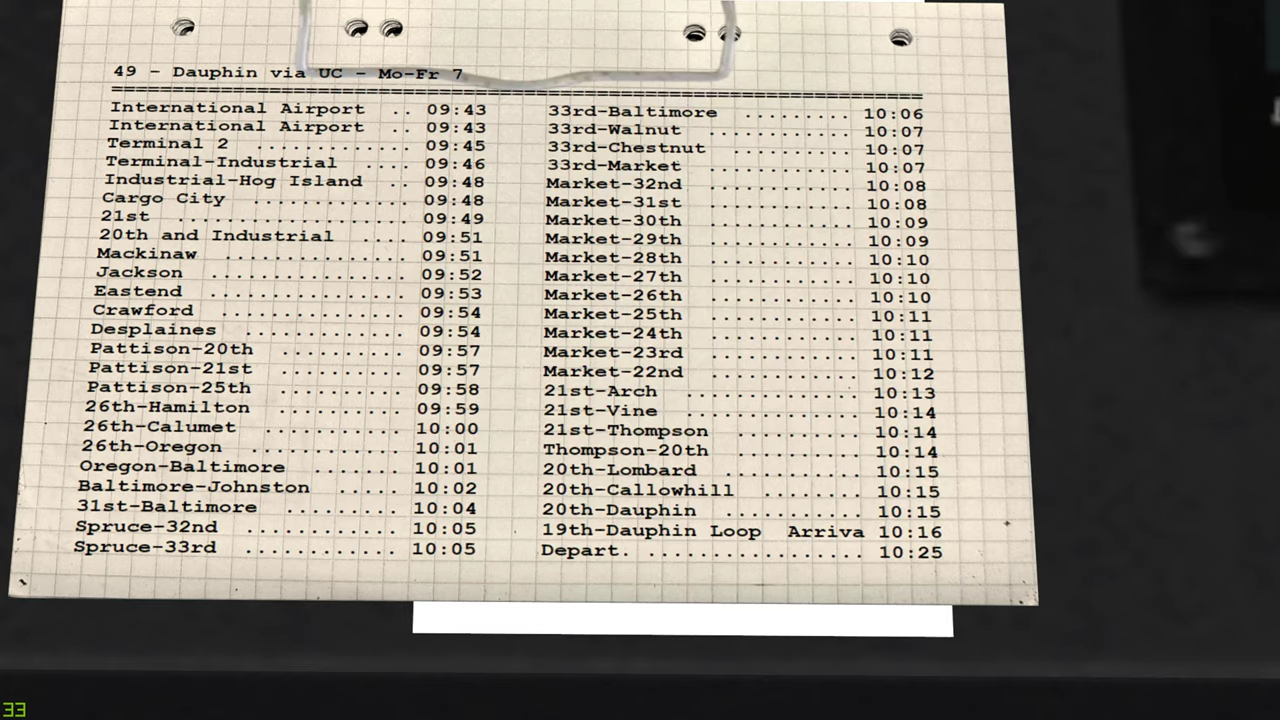 49 - Dauphin via UC - Mo-Fr 7
==========
International Airport .. 09:43
International Airport .. 09:43
Terminal 2 ............. 09:45
Terminal-Industrial .... 09:46
Industrial-Hog Island .. 09:48
Cargo City ............. 09:48
21st ................... 09:49
20th and Industrial .... 09:51
Mackinaw ............... 09:51
Jackson ................ 09:52
Eastend ................ 09:53
Crawford ............... 09:54
Desplaines ............. 09:54
Pattison-20th .......... 09:57
Pattison-21st .......... 09:57
Pattison-25th .......... 09:58
26th-Hamilton .......... 09:59
26th-Calumet ........... 10:00
26th-Oregon ............ 10:01
Oregon-Baltimore ....... 10:01
Baltimore-Johnston ..... 10:02
31st-Baltimore ......... 10:04
Spruce-32nd ............ 10:05
Spruce-33rd ............ 10:05
33rd-Baltimore ......... 10:06
33rd-Walnut ............ 10:07
33rd-Chestnut .......... 10:07
33rd-Market ............ 10:07
Market-32nd ............ 10:08
Market-31st ............ 10:08
Market-30th ............ 10:09
Market-29th ............ 10:09
Market-28th ............ 10:10
Market-27th ............ 10:10
Market-26th ............ 10:10
Market-25th ............ 10:11
Market-24th ............ 10:11
Market-23rd ............ 10:11
Market-22nd ............ 10:12
21st-Arch .............. 10:13
21st-Vine .............. 10:14
21st-Thompson .......... 10:14
Thompson-20th .......... 10:14
20th-Lombard ........... 10:15
20th-Callowhill ........ 10:15
20th-Dauphin ........... 10:15
19th-Dauphin Loop Arriva 10:16
Depart. ................. 10:25
33